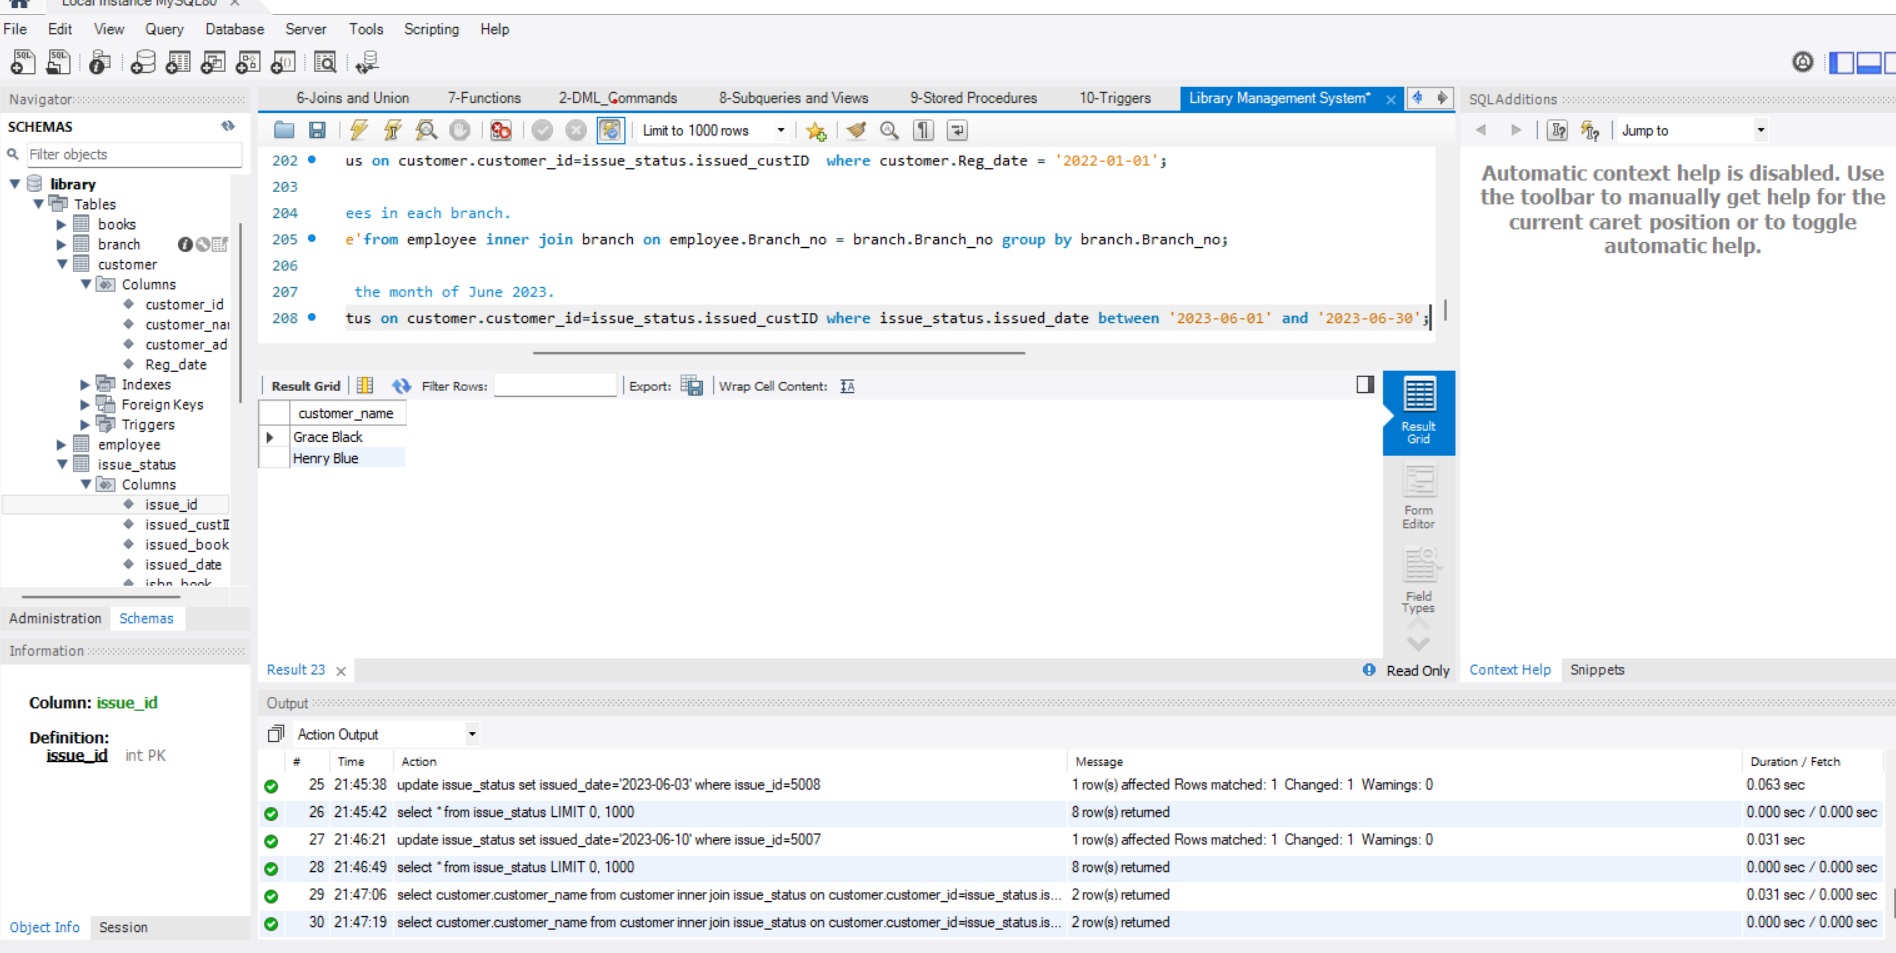 Local instance MySQL80 ×
File Edit View Query Database Server Tools Scripting Help
Navigator
SCHEMAS
Filter objects
library
Tables
books
branch
customer
Columns
customer_id
customer_nar
customer_ad
Reg_date
Indexes
Foreign Keys
Triggers
employee
issue_status
Columns
issue_id
issued_custI
issued_book
issued_date
isbn_book
Administration Schemas
Information
Column: issue_id
Definition:
issue_id int PK
Object Info Session
6-Joins and Union 7-Functions 2-DML_Commands 8-Subqueries and Views 9-Stored Procedures 10-Triggers Library Management System* ×
Limit to 1000 rows
202 us on customer.customer_id=issue_status.issued_custID where customer.Reg_date = '2022-01-01';
203
204 ees in each branch.
205 e'from employee inner join branch on employee.Branch_no = branch.Branch_no group by branch.Branch_no;
206
207 the month of June 2023.
208 tus on customer.customer_id=issue_status.issued_custID where issue_status.issued_date between '2023-06-01' and '2023-06-30';
Result Grid Filter Rows: Export: Wrap Cell Content:
customer_name
Grace Black
Henry Blue
Result Grid
Form Editor
Field Types
Result 23 ×
Read Only
SQLAdditions
Jump to
Automatic context help is disabled. Use
the toolbar to manually get help for the
current caret position or to toggle
automatic help.
Context Help Snippets
Output
Action Output
# Time Action Message Duration / Fetch
25 21:45:38 update issue_status set issued_date='2023-06-03' where issue_id=5008 1 row(s) affected Rows matched: 1 Changed: 1 Warnings: 0 0.063 sec
26 21:45:42 select * from issue_status LIMIT 0, 1000 8 row(s) returned 0.000 sec / 0.000 sec
27 21:46:21 update issue_status set issued_date='2023-06-10' where issue_id=5007 1 row(s) affected Rows matched: 1 Changed: 1 Warnings: 0 0.031 sec
28 21:46:49 select * from issue_status LIMIT 0, 1000 8 row(s) returned 0.000 sec / 0.000 sec
29 21:47:06 select customer.customer_name from customer inner join issue_status on customer.customer_id=issue_status.is... 2 row(s) returned 0.031 sec / 0.000 sec
30 21:47:19 select customer.customer_name from customer inner join issue_status on customer.customer_id=issue_status.is... 2 row(s) returned 0.000 sec / 0.000 sec